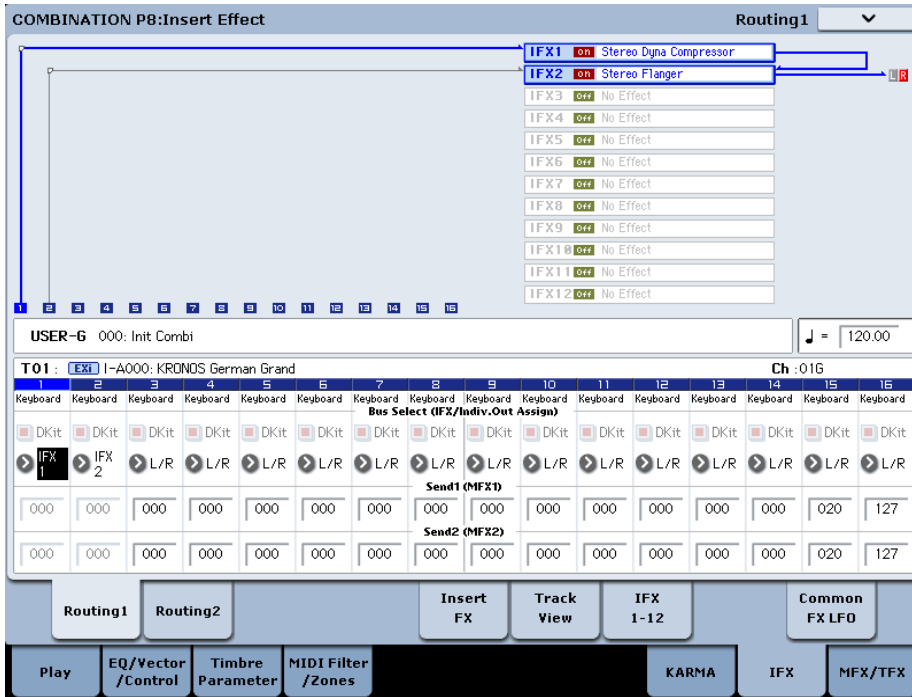 COMBINATION P8:Insert Effect Routing1
IFX1 on Stereo Dyna Compressor
IFX2 on Stereo Flanger
L R
IFX3 Off No Effect
IFX4 Off No Effect
IFX5 Off No Effect
IFX6 Off No Effect
IFX7 Off No Effect
IFX8 Off No Effect
IFX9 Off No Effect
IFX10 Off No Effect
IFX11 Off No Effect
IFX12 Off No Effect
1 2 3 4 5 6 7 8 9 10 11 12 13 14 15 16
USER-G 000: Init Combi ♩ = 120.00
T01 : EXi I-A000: KRONOS German Grand Ch :01G
1 2 3 4 5 6 7 8 9 10 11 12 13 14 15 16
Keyboard Keyboard Keyboard Keyboard Keyboard Keyboard Keyboard Keyboard Keyboard Keyboard Keyboard Keyboard Keyboard Keyboard Keyboard Keyboard
Bus Select (IFX/Indiv.Out Assign)
DKit DKit DKit DKit DKit DKit DKit DKit DKit DKit DKit DKit DKit DKit DKit DKit
IFX 1 IFX 2 L/R L/R L/R L/R L/R L/R L/R L/R L/R L/R L/R L/R L/R L/R
Send1 (MFX1)
000 000 000 000 000 000 000 000 000 000 000 000 000 000 020 127
Send2 (MFX2)
000 000 000 000 000 000 000 000 000 000 000 000 000 000 020 127
Routing1 Routing2 Insert FX Track View IFX 1-12 Common FX LFO
Play EQ/Vector /Control Timbre Parameter MIDI Filter /Zones KARMA IFX MFX/TFX